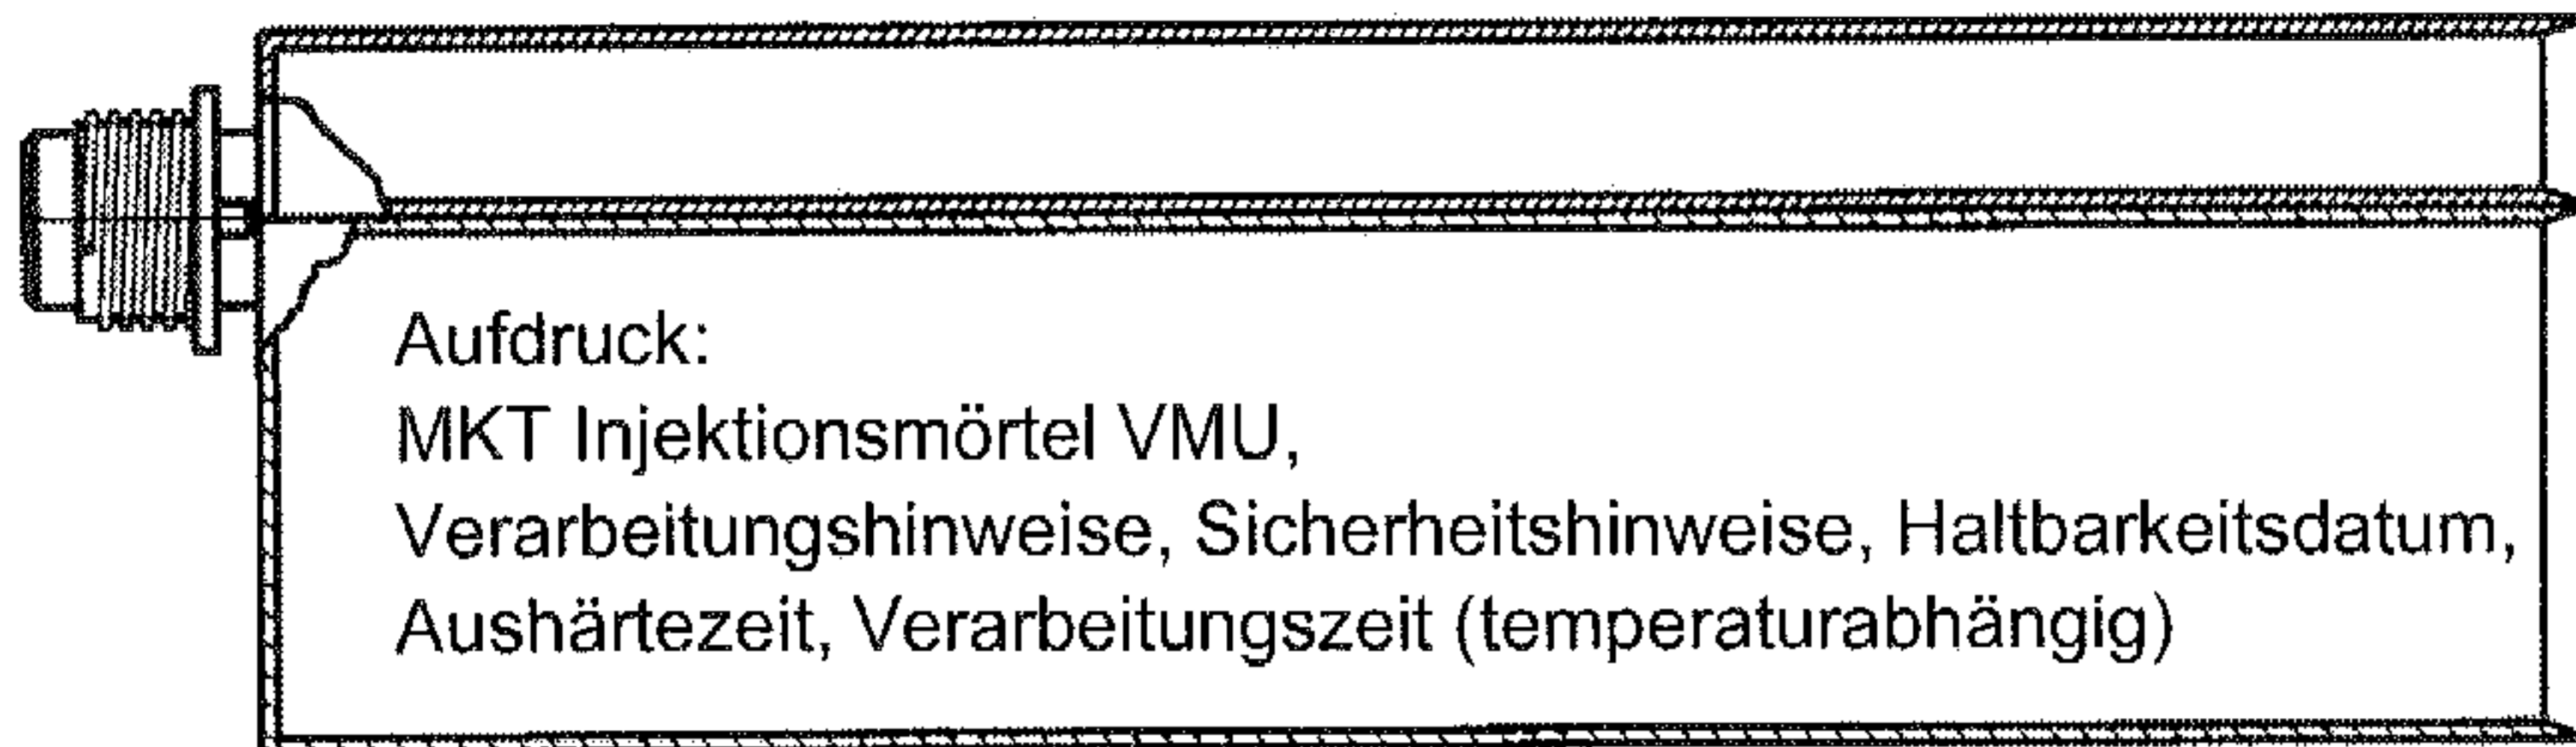 Aufdruck:
MKT Injektionsmörtel VMU,
Verarbeitungshinweise, Sicherheitshinweise, Haltbarkeitsdatum,
Aushärtezeit, Verarbeitungszeit (temperaturabhängig)